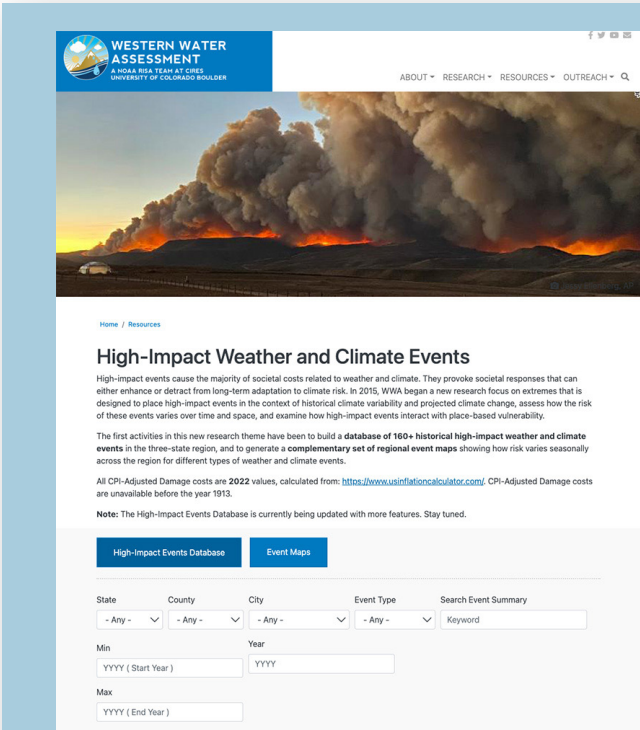 WESTERN WATER
ASSESSMENT
A NOAA RISA TEAM AT CIRES
UNIVERSITY OF COLORADO BOULDER
ABOUT RESEARCH RESOURCES OUTREACH
Home / Resources
High-Impact Weather and Climate Events
High-impact events cause the majority of societal costs related to weather and climate. They provoke societal responses that can
either enhance or detract from long-term adaptation to climate risk. In 2015, WWA began a new research focus on extremes that is
designed to place high-impact events in the context of historical climate variability and projected climate change, assess how the risk
of these events varies over time and space, and examine how high-impact events interact with place-based vulnerability.
The first activities in this new research theme have been to build a database of 160+ historical high-impact weather and climate
events in the three-state region, and to generate a complementary set of regional event maps showing how risk varies seasonally
across the region for different types of weather and climate events.
All CPI-Adjusted Damage costs are 2022 values, calculated from: https://www.usinflationcalculator.com/. CPI-Adjusted Damage costs
are unavailable before the year 1913.
Note: The High-Impact Events Database is currently being updated with more features. Stay tuned.
High-Impact Events Database Event Maps
State County City Event Type Search Event Summary
- Any - - Any - - Any - - Any - Keyword
Min Year
YYYY ( Start Year ) YYYY
Max
YYYY ( End Year )